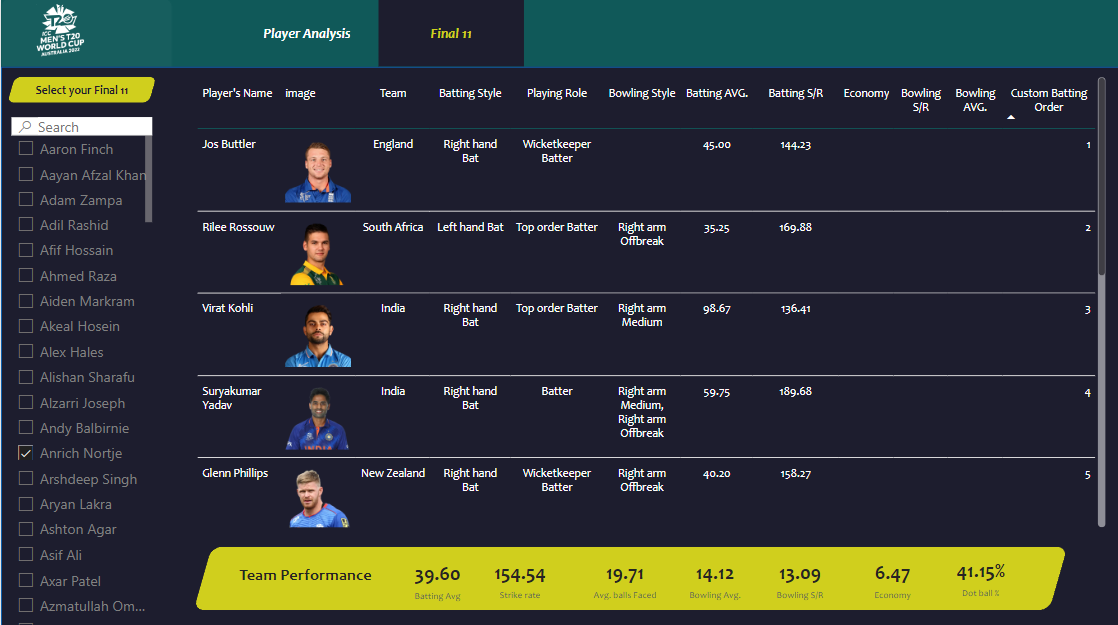 ICC
MEN'S T20
WORLD CUP
AUSTRALIA 2022
Player Analysis
Final 11
Select your Final 11
Search
Aaron Finch
Aayan Afzal Khan
Adam Zampa
Adil Rashid
Afif Hossain
Ahmed Raza
Aiden Markram
Akeal Hosein
Alex Hales
Alishan Sharafu
Alzarri Joseph
Andy Balbirnie
Anrich Nortje
Arshdeep Singh
Aryan Lakra
Ashton Agar
Asif Ali
Axar Patel
Azmatullah Om...
Player's Name image Team Batting Style Playing Role Bowling Style Batting AVG. Batting S/R Economy Bowling S/R Bowling AVG. Custom Batting Order
Jos Buttler England Right hand Bat Wicketkeeper Batter 45.00 144.23 1
Rilee Rossouw South Africa Left hand Bat Top order Batter Right arm Offbreak 35.25 169.88 2
Virat Kohli India Right hand Bat Top order Batter Right arm Medium 98.67 136.41 3
Suryakumar Yadav India Right hand Bat Batter Right arm Medium, Right arm Offbreak 59.75 189.68 4
INDIA
Glenn Phillips New Zealand Right hand Bat Wicketkeeper Batter Right arm Offbreak 40.20 158.27 5
Team Performance
39.60 154.54 19.71 14.12 13.09 6.47 41.15%
Batting Avg Strike rate Avg. balls Faced Bowling Avg. Bowling S/R Economy Dot ball %